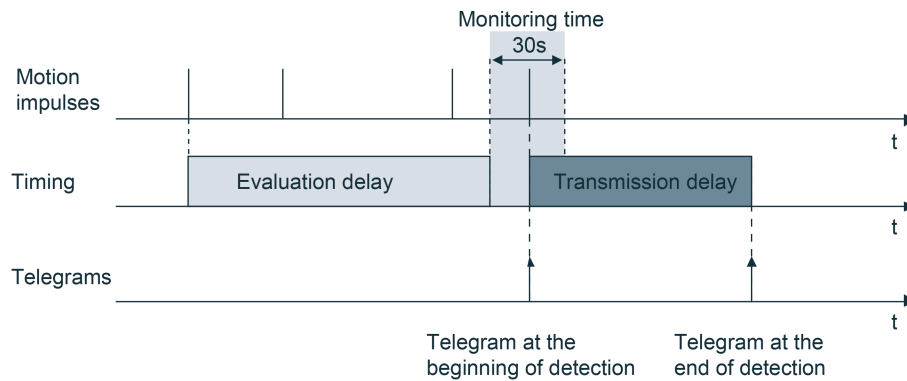 Monitoring time
30s
Motion
impulses
t
Timing
Evaluation delay
Transmission delay
t
Telegrams
t
Telegram at the
beginning of detection
Telegram at the
end of detection